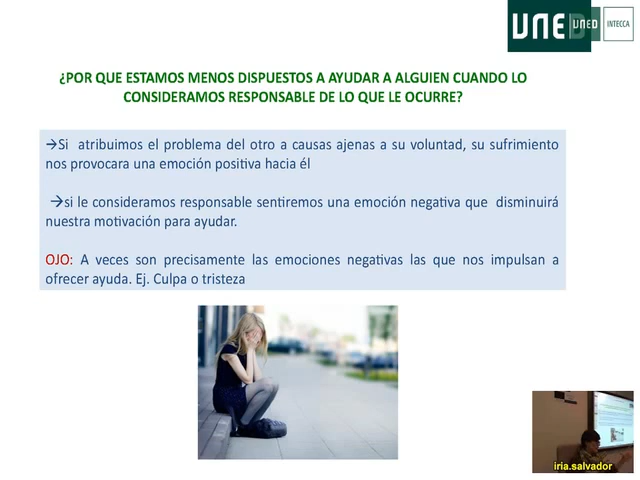 UNED
UNED
INTECCA
¿POR QUE ESTAMOS MENOS DISPUESTOS A AYUDAR A ALGUIEN CUANDO LO
CONSIDERAMOS RESPONSABLE DE LO QUE LE OCURRE?
→Si atribuimos el problema del otro a causas ajenas a su voluntad, su sufrimiento
nos provocara una emoción positiva hacia él
→si le consideramos responsable sentiremos una emoción negativa que disminuirá
nuestra motivación para ayudar.
OJO: A veces son precisamente las emociones negativas las que nos impulsan a
ofrecer ayuda. Ej. Culpa o tristeza
iria.salvador